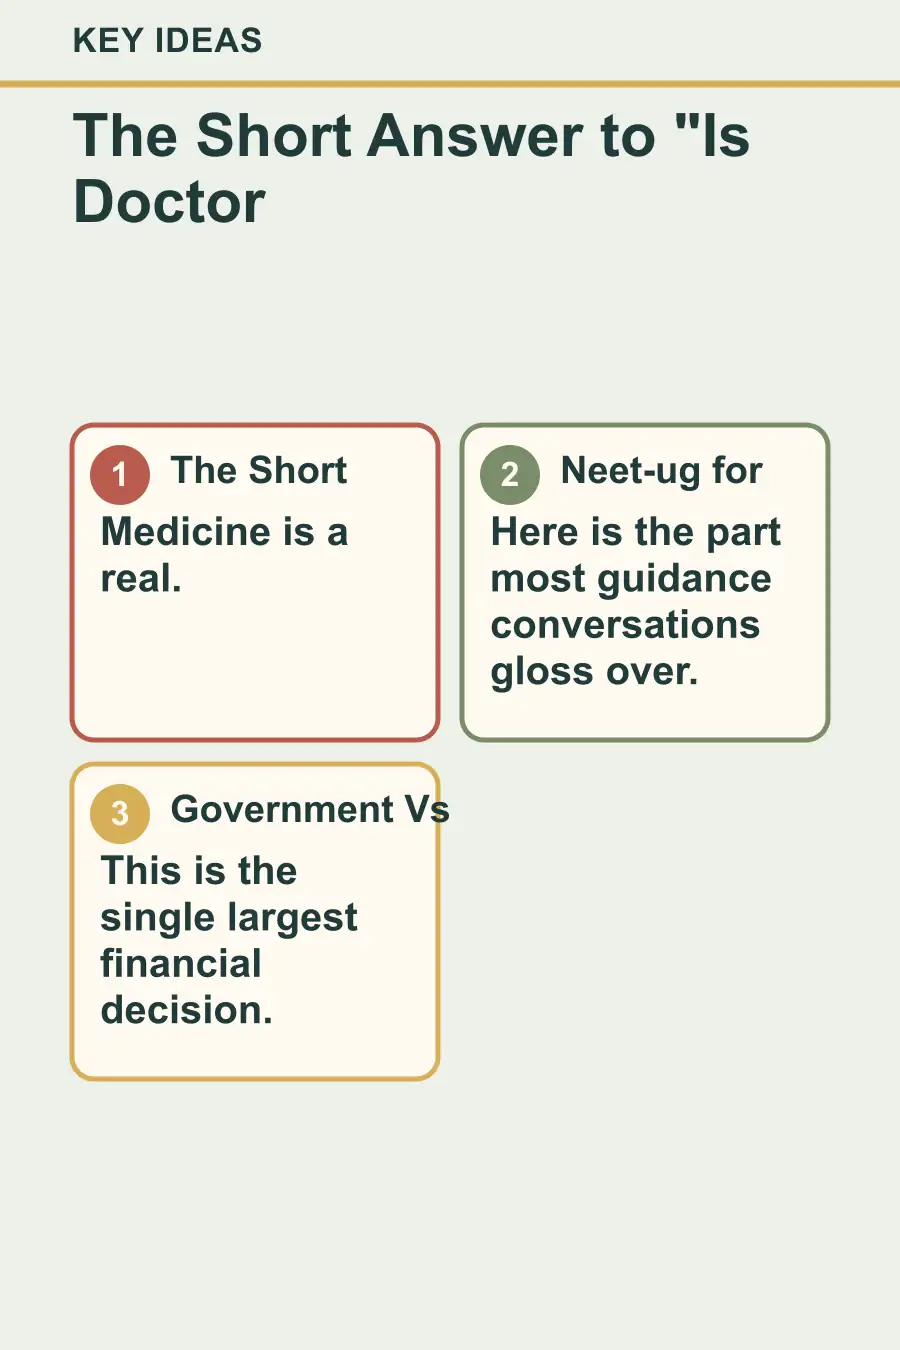 KEY IDEAS
The Short Answer to "Is
Doctor
1 The Short
Medicine is a
real.
2 Neet-ug for
Here is the part
most guidance
conversations
gloss over.
3 Government Vs
This is the
single largest
financial
decision.